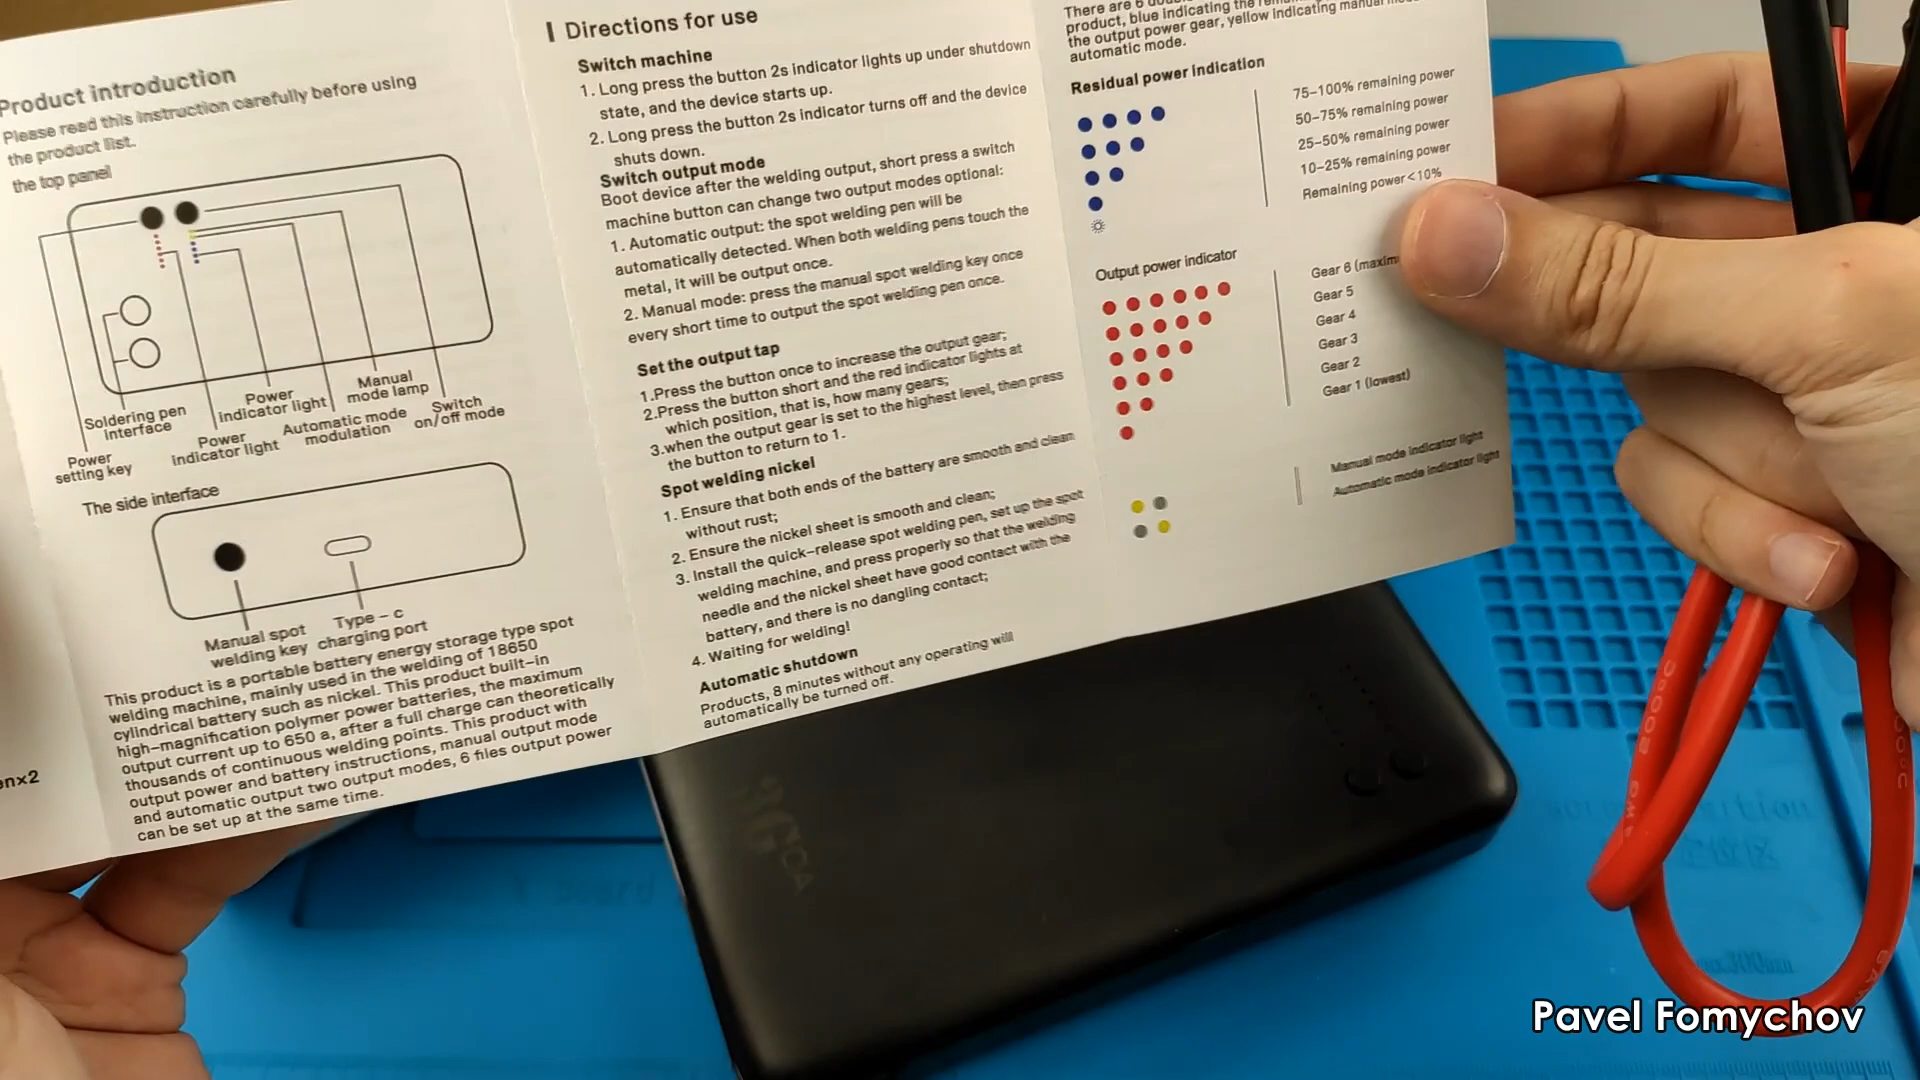 Product introduction
Please read this instruction carefully before using
the product list.
the top panel
Soldering pen
interface
Power
indicator light
Manual
mode lamp
Power
setting key
Power
indicator light
Automatic mode
modulation
Switch
on/off mode
The side interface
Manual spot
welding key
Type-c
charging port
This product is a portable battery energy storage type spot
welding machine, mainly used in the welding of 18650
cylindrical battery such as nickel. This product built-in
high-magnification polymer power batteries, the maximum
output current up to 650 a, after a full charge can theoretically
thousands of continuous welding points. This product with
output power and battery instructions, manual output mode
and automatic output two output modes, 6 files output power
can be set up at the same time.
enx2
Directions for use
Switch machine
1. Long press the button 2s indicator lights up under shutdown
state, and the device starts up.
2. Long press the button 2s indicator turns off and the device
shuts down.
Switch output mode
Boot device after the welding output, short press a switch
machine button can change two output modes optional:
1. Automatic output: the spot welding pen will be
automatically detected. When both welding pens touch the
metal, it will be output once.
2. Manual mode: press the manual spot welding key once
every short time to output the spot welding pen once.
Set the output tap
1.Press the button once to increase the output gear;
2.Press the button short and the red indicator lights at
which position, that is, how many gears;
3.when the output gear is set to the highest level, then press
the button to return to 1.
Spot welding nickel
1. Ensure that both ends of the battery are smooth and clean
without rust;
2. Ensure the nickel sheet is smooth and clean;
3. Install the quick-release spot welding pen, set up the spot
welding machine, and press properly so that the welding
needle and the nickel sheet have good contact with the
battery, and there is no dangling contact;
4. Waiting for welding!
Automatic shutdown
Products, 8 minutes without any operating will
automatically be turned off.
There are 6
product, blue indicating the
the output power gear, yellow indicating manual
automatic mode.
Residual power indication
75-100% remaining power
50-75% remaining power
25-50% remaining power
10-25% remaining power
Remaining power<10%
Output power indicator
Gear 6 (maxim
Gear 5
Gear 4
Gear 3
Gear 2
Gear 1 (lowest)
Manual mode indicator light
Automatic mode indicator light
200°C
Pavel Fomychov